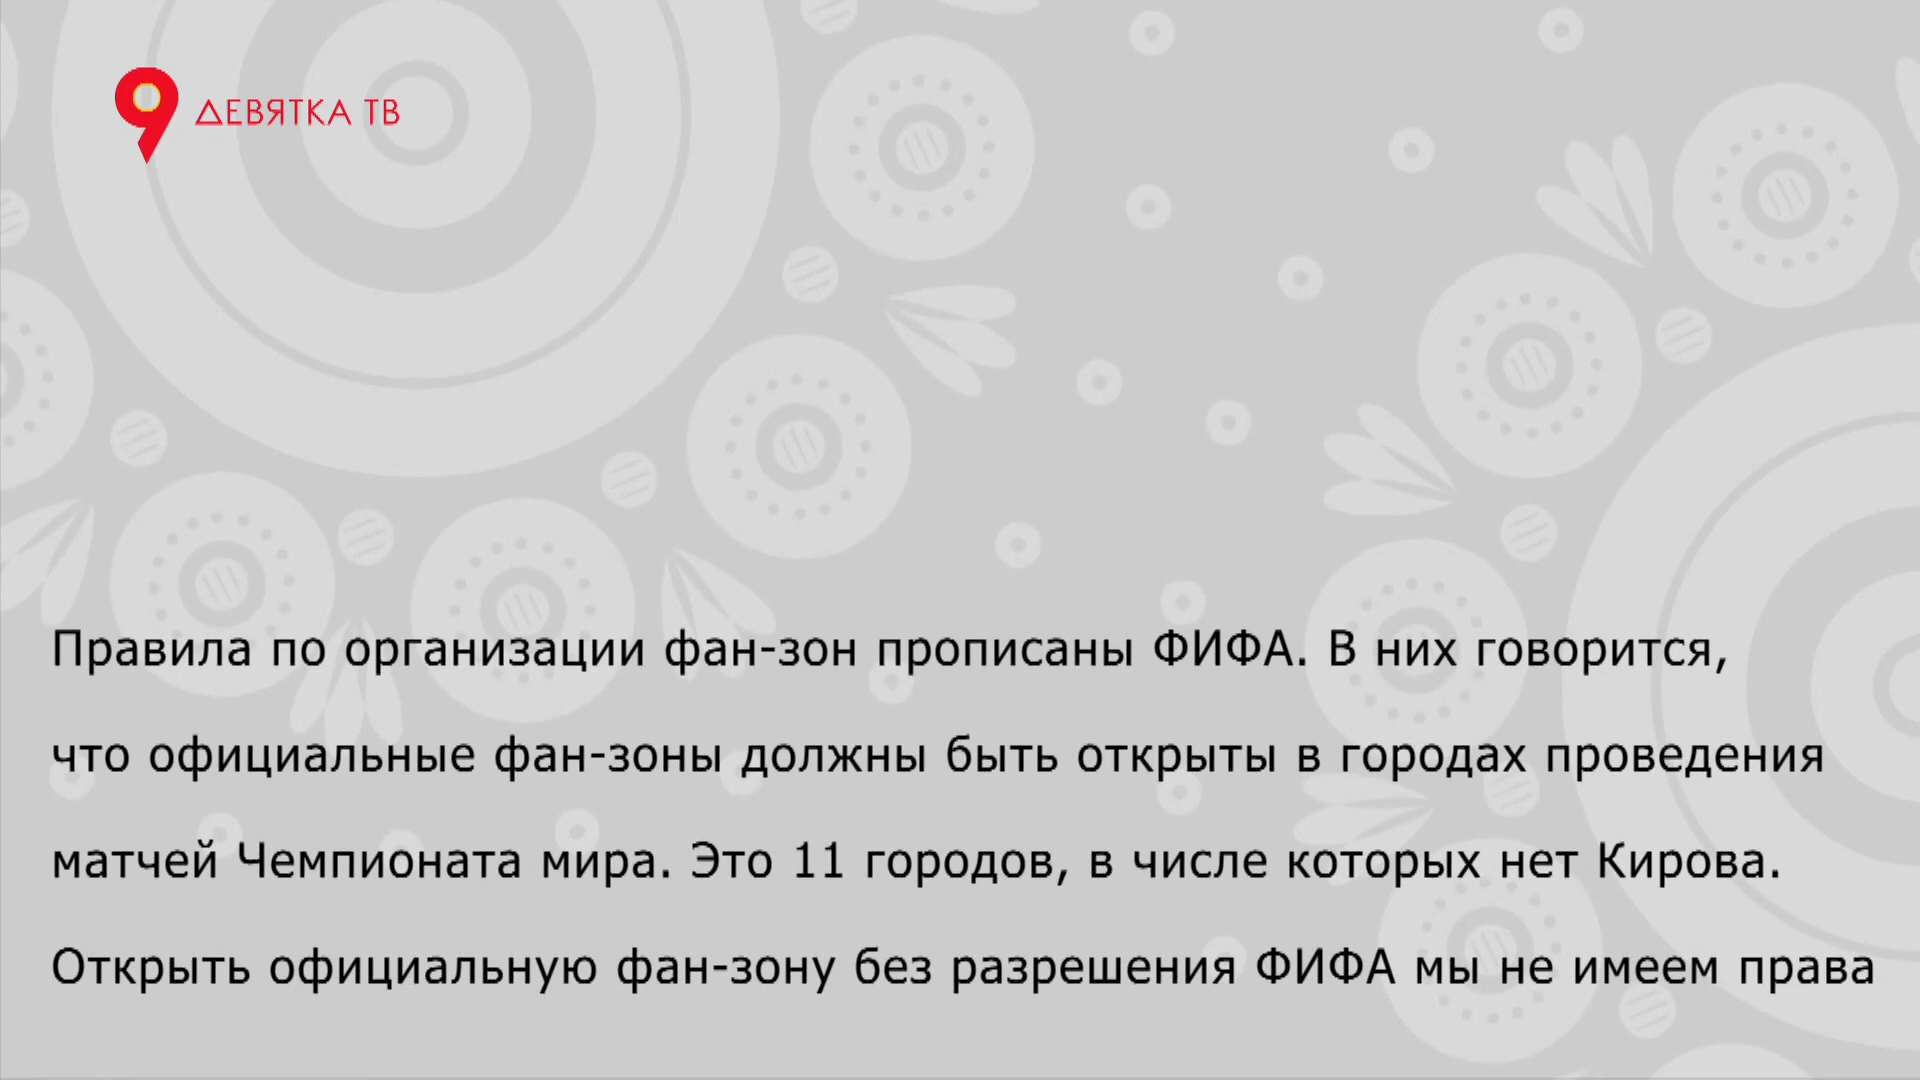 9 ДЕВЯТКА ТВ
Правила по организации фан-зон прописаны ФИФА. В них говорится,
что официальные фан-зоны должны быть открыты в городах проведения
матчей Чемпионата мира. Это 11 городов, в числе которых нет Кирова.
Открыть официальную фан-зону без разрешения ФИФА мы не имеем права